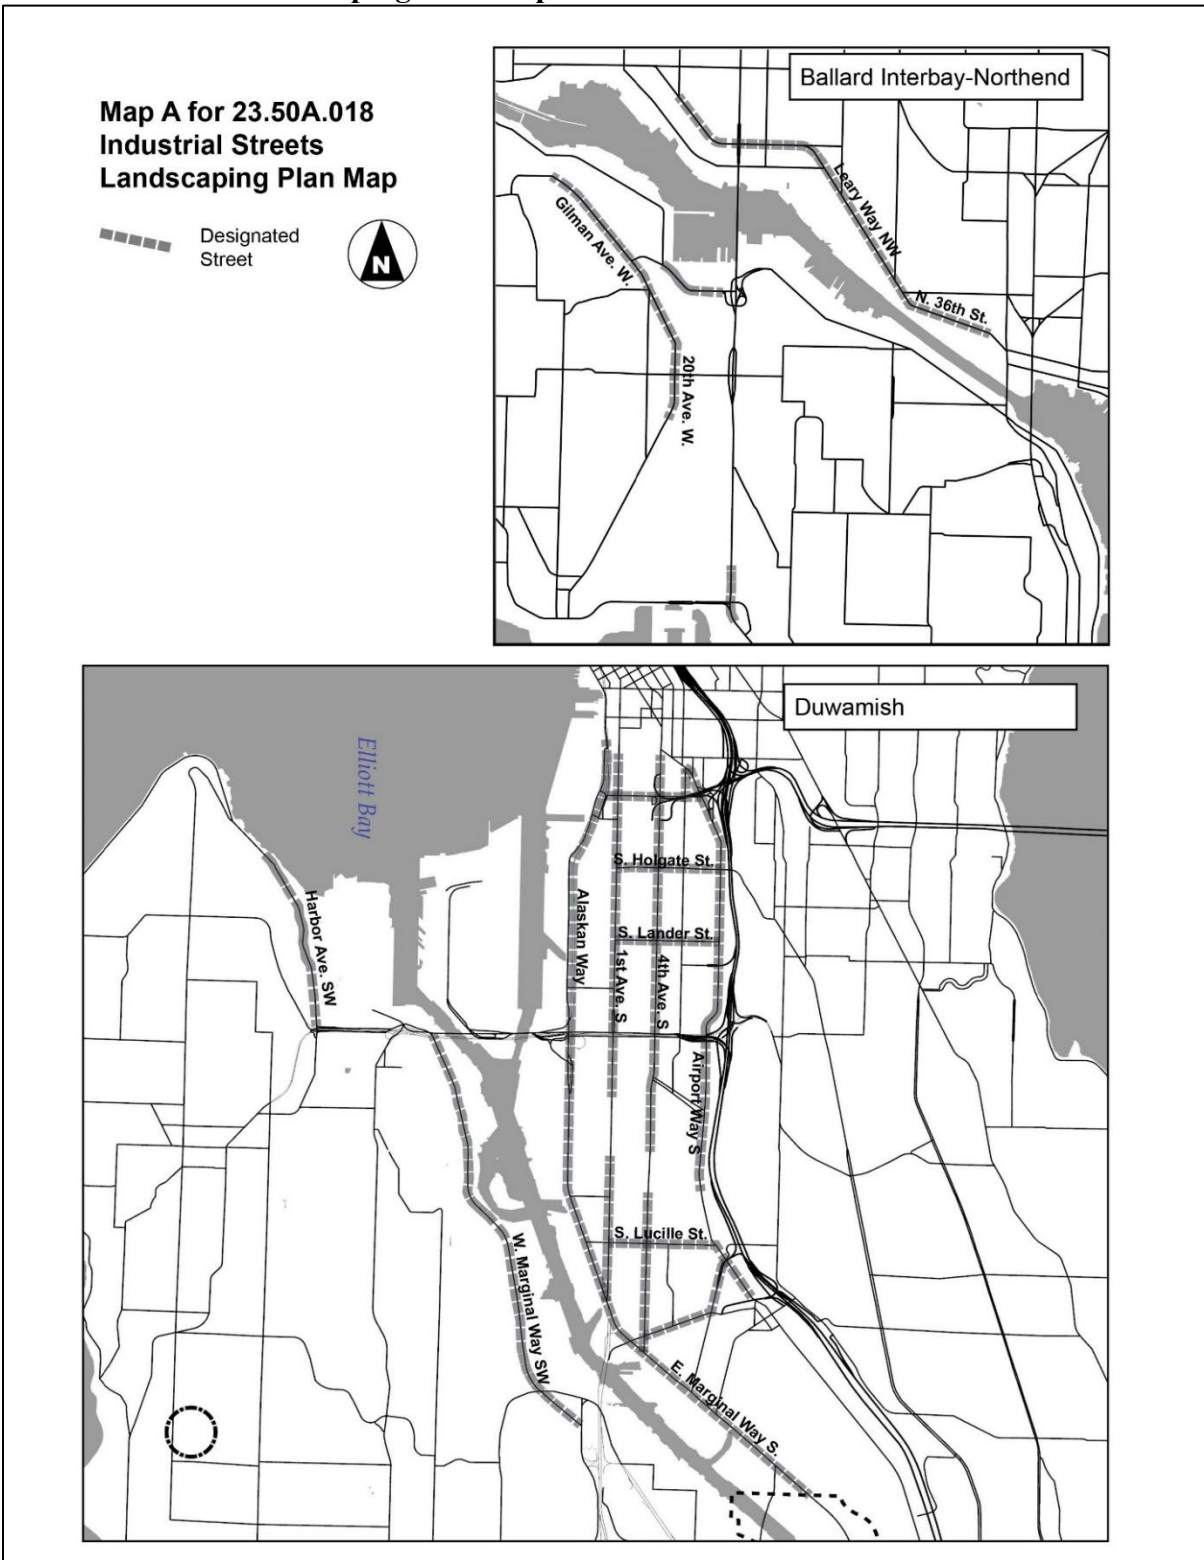 Map A for 23.50A.018
Industrial Streets
Landscaping Plan Map
Designated
Street
N
Ballard Interbay-Northend
Leary Way NW
Gilman Ave. W.
N. 36th St.
20th Ave. W.
Duwamish
Elliott Bay
S. Holgate St.
Harbor Ave. SW
Alaskan Way
S. Lander St.
1st Ave. S
4th Ave. S
Airport Way S
S. Lucille St.
W. Marginal Way SW
E. Marginal Way S.